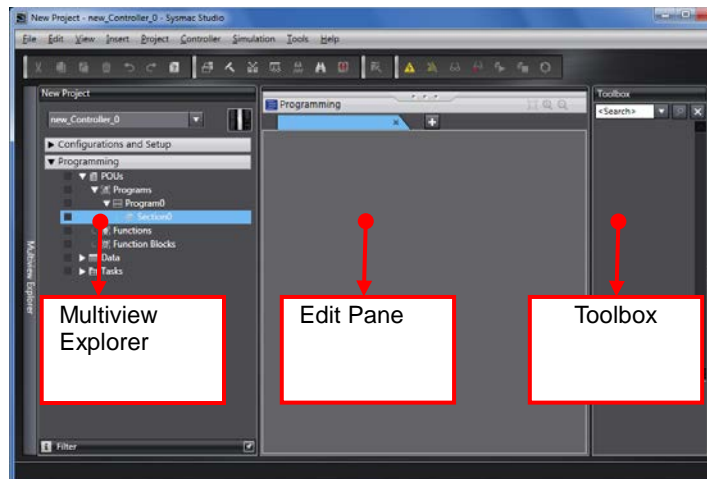 New Project - new_Controller_0 - Sysmac Studio
File Edit View Insert Project Controller Simulation Tools Help
New Project
new_Controller_0
Configurations and Setup
Programming
POUs
Programs
Program0
Section0
Functions
Function Blocks
Data
Tasks
Filter
Multiview Explorer
Programming
Toolbox
<Search>
Multiview
Explorer
Edit Pane
Toolbox